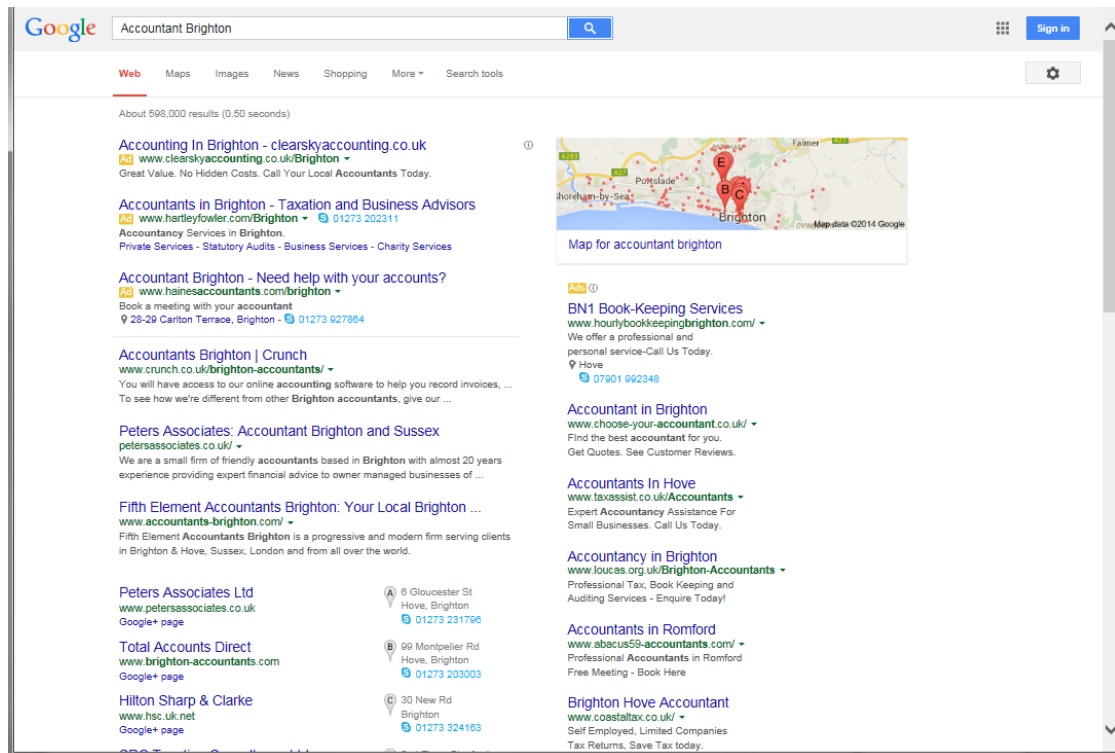 Google
Accountant Brighton
Sign in
Web Maps Images News Shopping More Search tools
About 598,000 results (0.50 seconds)
Accounting In Brighton - clearskyaccounting.co.uk
Ad www.clearskyaccounting.co.uk/Brighton
Great Value. No Hidden Costs. Call Your Local Accountants Today.
Accountants in Brighton - Taxation and Business Advisors
Ad www.hartleyfowler.com/Brighton 01273 202311
Accountancy Services in Brighton.
Private Services - Statutory Audits - Business Services - Charity Services
Accountant Brighton - Need help with your accounts?
Ad www.hainesaccountants.com/brighton
Book a meeting with your accountant
28-29 Carlton Terrace, Brighton - 01273 927864
Accountants Brighton | Crunch
www.crunch.co.uk/brighton-accountants/
You will have access to our online accounting software to help you record invoices, ...
To see how we're different from other Brighton accountants, give our ...
Peters Associates: Accountant Brighton and Sussex
petersassociates.co.uk/
We are a small firm of friendly accountants based in Brighton with almost 20 years
experience providing expert financial advice to owner managed businesses of ...
Fifth Element Accountants Brighton: Your Local Brighton ...
www.accountants-brighton.com/
Fifth Element Accountants Brighton is a progressive and modern firm serving clients
in Brighton & Hove, Sussex, London and from all over the world.
Peters Associates Ltd
www.petersassociates.co.uk
Google+ page
A 6 Gloucester St
Hove, Brighton
01273 231796
Total Accounts Direct
www.brighton-accountants.com
Google+ page
B 99 Montpelier Rd
Hove, Brighton
01273 203003
Hilton Sharp & Clarke
www.hsc.uk.net
Google+ page
C 30 New Rd
Brighton
01273 324163
A293
A27
Falmer
Portslade
Shoreham-by-Sea
E
B
C
Brighton
Map data ©2014 Google
Map for accountant brighton
Ads
BN1 Book-Keeping Services
www.hourlybookkeepingbrighton.com/
We offer a professional and
personal service-Call Us Today.
Hove
07901 992348
Accountant in Brighton
www.choose-your-accountant.co.uk/
FInd the best accountant for you.
Get Quotes. See Customer Reviews.
Accountants In Hove
www.taxassist.co.uk/Accountants
Expert Accountancy Assistance For
Small Businesses. Call Us Today.
Accountancy in Brighton
www.loucas.org.uk/Brighton-Accountants
Professional Tax, Book Keeping and
Auditing Services - Enquire Today!
Accountants in Romford
www.abacus59-accountants.com/
Professional Accountants in Romford
Free Meeting - Book Here
Brighton Hove Accountant
www.coastaltax.co.uk/
Self Employed, Limited Companies
Tax Returns, Save Tax today.